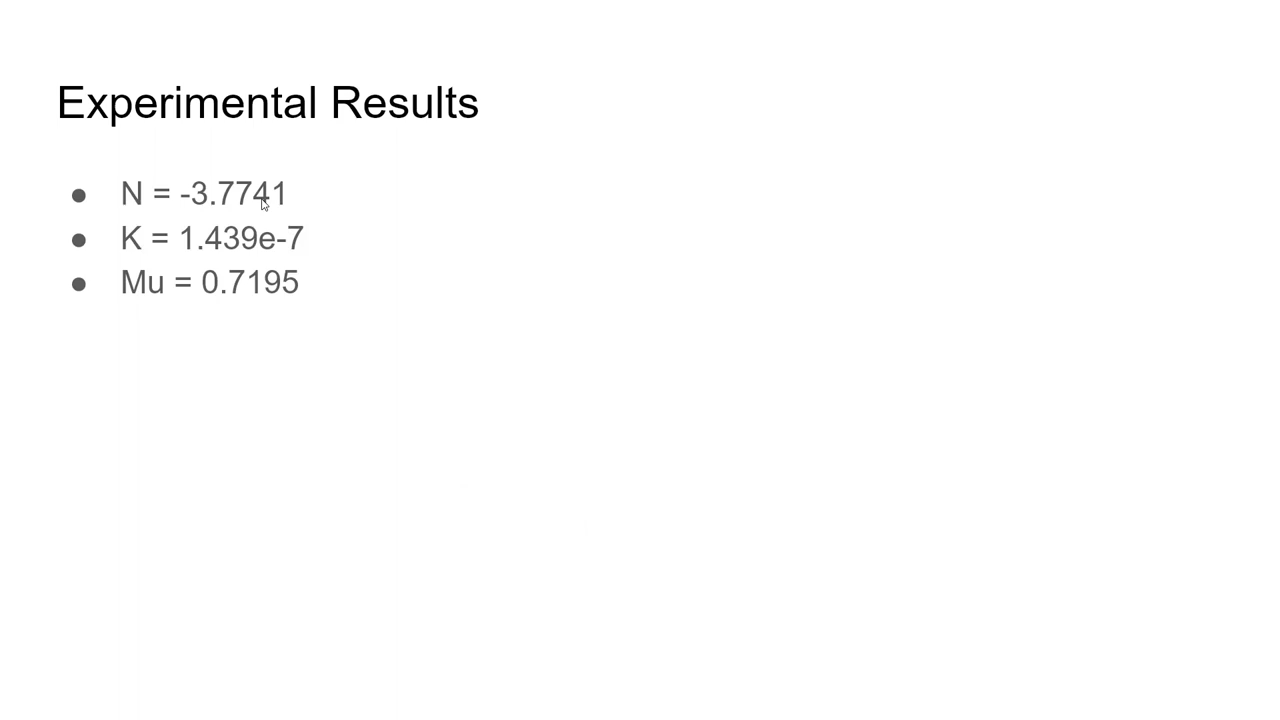 Experimental Results
● N = -3.7741
● K = 1.439e-7
● Mu = 0.7195